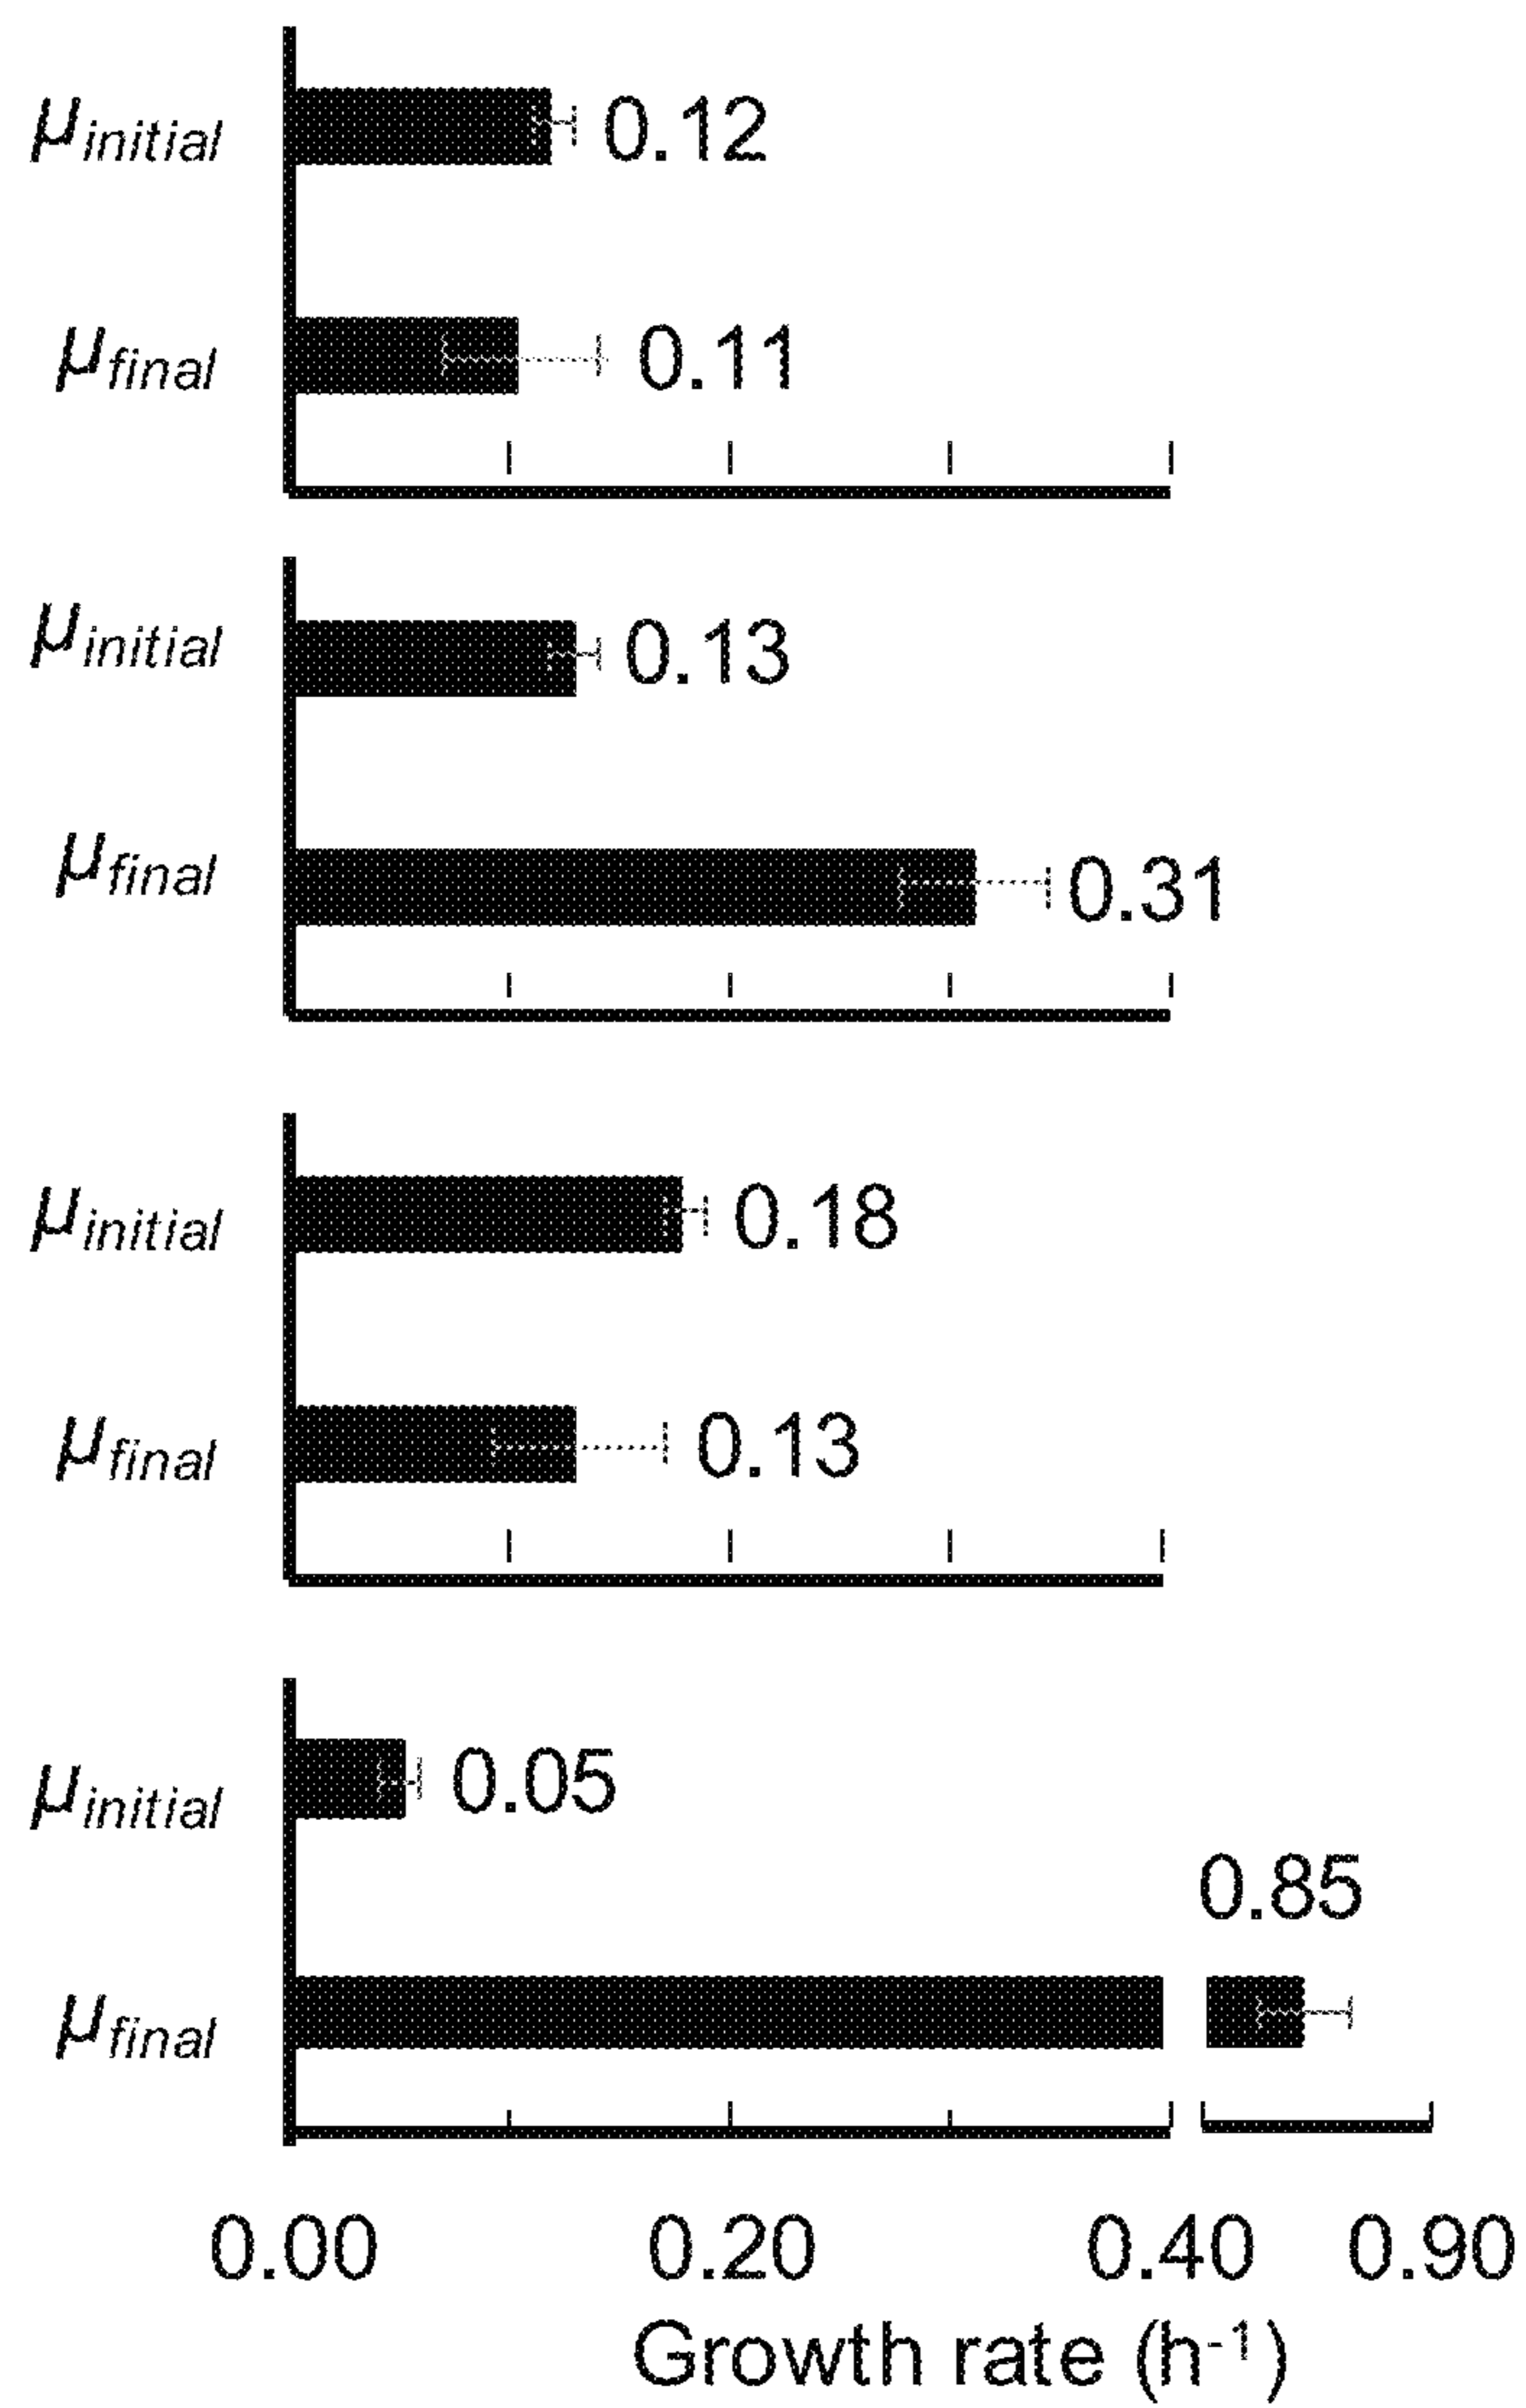 μinitial 0.12
μfinal 0.11
μinitial 0.13
μfinal 0.31
μinitial 0.18
μfinal 0.13
μinitial 0.05
0.85
μfinal
0.00 0.20 0.40 0.90
Growth rate (h-1)